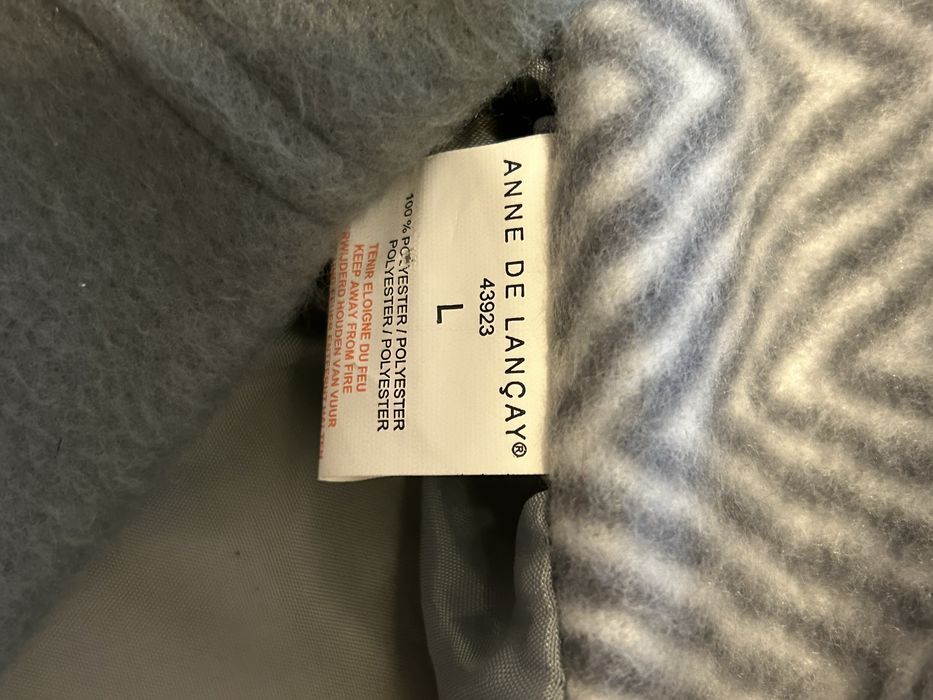 ANNE DE LANÇAY®
43923
L
100 % POLYESTER / POLYESTER
POLYESTER / POLYESTER
TENIR ELOIGNE DU FEU
KEEP AWAY FROM FIRE
HOUDEN VAN VUUR